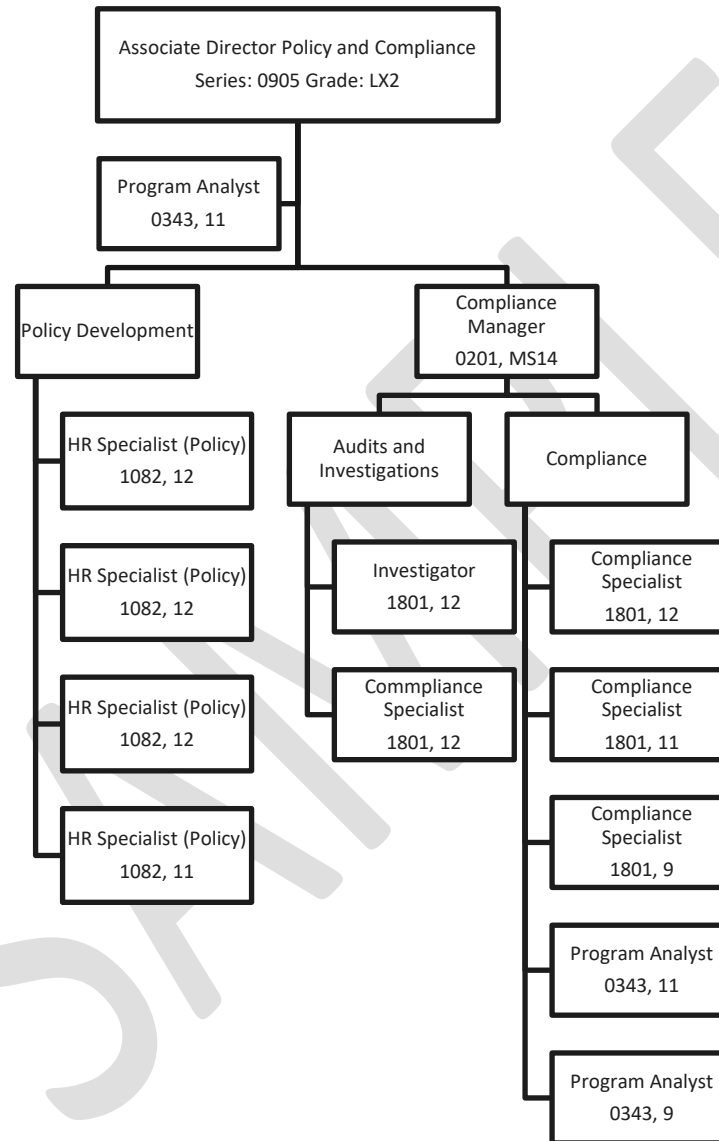 Associate Director Policy and Compliance
Series: 0905 Grade: LX2
Program Analyst
0343, 11
Policy Development
Compliance
Manager
0201, MS14
HR Specialist (Policy)
1082, 12
HR Specialist (Policy)
1082, 12
HR Specialist (Policy)
1082, 12
HR Specialist (Policy)
1082, 11
Audits and
Investigations
Investigator
1801, 12
Commpliance
Specialist
1801, 12
Compliance
Compliance
Specialist
1801, 12
Compliance
Specialist
1801, 11
Compliance
Specialist
1801, 9
Program Analyst
0343, 11
Program Analyst
0343, 9
SAMPLE